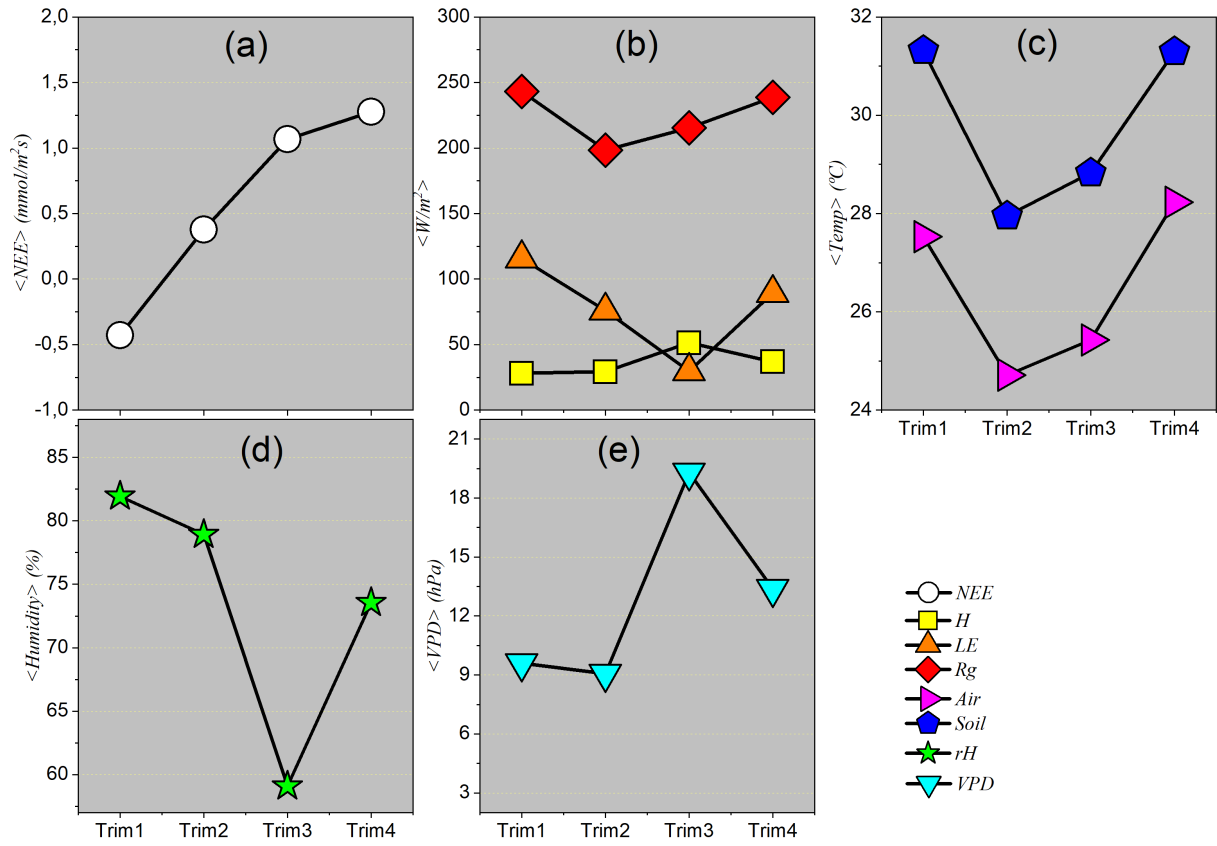 (a)
2,0
1,5
1,0
0,5
0,0
-0,5
-1,0
<NEE> (mmol/m²s)
(b)
300
250
200
150
100
50
0
<W/m²>
(c)
32
30
28
26
24
<Temp> (ºC)
Trim1 Trim2 Trim3 Trim4
(d)
85
80
75
70
65
60
<Humidity> (%)
Trim1 Trim2 Trim3 Trim4
(e)
21
18
15
12
9
6
3
<VPD> (hPa)
Trim1 Trim2 Trim3 Trim4
NEE
H
LE
Rg
Air
Soil
rH
VPD